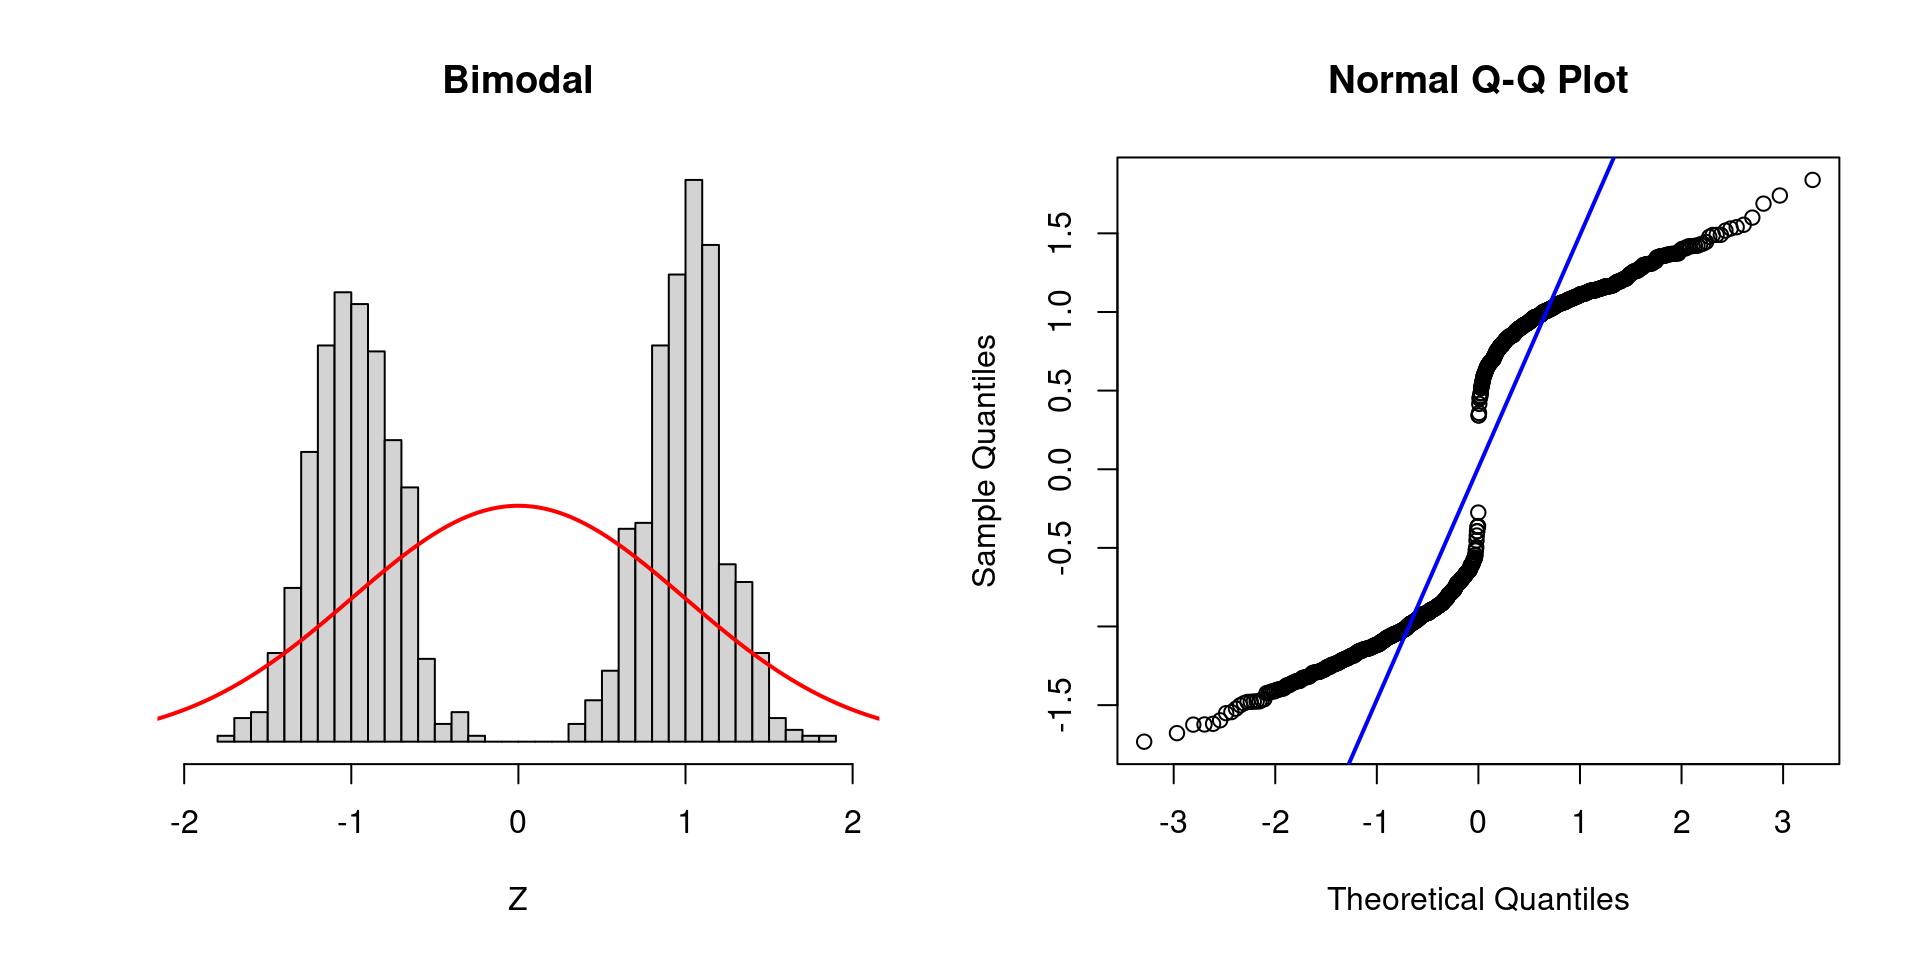 Bimodal
-2 -1 0 1 2
Z
Normal Q-Q Plot
Sample Quantiles
1.5
1.0
0.5
0.0
-0.5
-1.5
-3 -2 -1 0 1 2 3
Theoretical Quantiles